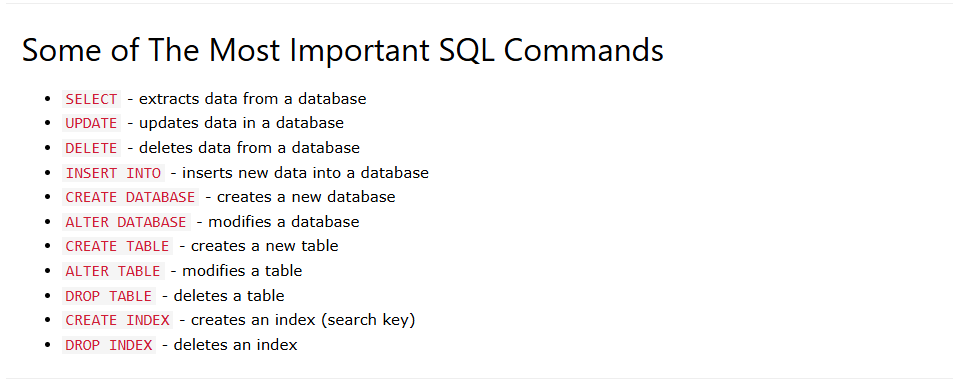 Some of The Most Important SQL Commands
• SELECT - extracts data from a database
• UPDATE - updates data in a database
• DELETE - deletes data from a database
• INSERT INTO - inserts new data into a database
• CREATE DATABASE - creates a new database
• ALTER DATABASE - modifies a database
• CREATE TABLE - creates a new table
• ALTER TABLE - modifies a table
• DROP TABLE - deletes a table
• CREATE INDEX - creates an index (search key)
• DROP INDEX - deletes an index